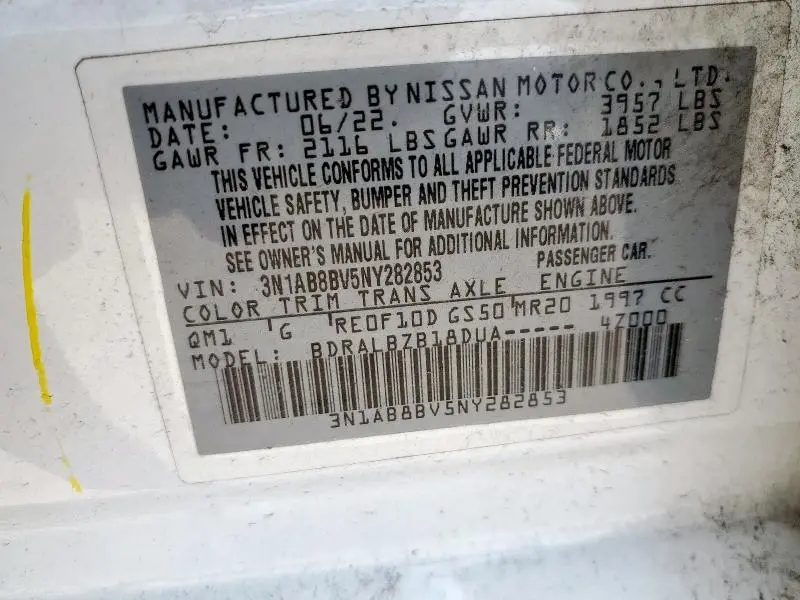 MANUFACTURED BY NISSAN MOTOR CO., LTD.
DATE: 06/22. GVWR: 3957 LBS
GAWR FR: 2116 LBS GAWR RR: 1852 LBS
THIS VEHICLE CONFORMS TO ALL APPLICABLE FEDERAL MOTOR
VEHICLE SAFETY, BUMPER AND THEFT PREVENTION STANDARDS
IN EFFECT ON THE DATE OF MANUFACTURE SHOWN ABOVE.
SEE OWNER'S MANUAL FOR ADDITIONAL INFORMATION.
VIN: 3N1AB8BV5NY282853 PASSENGER CAR.
COLOR TRIM TRANS AXLE ENGINE
QM1 G RE0F10D GS50 MR20 1997 CC
MODEL: BDRALBZB18DUA----- 4Z000
3N1AB8BV5NY282853